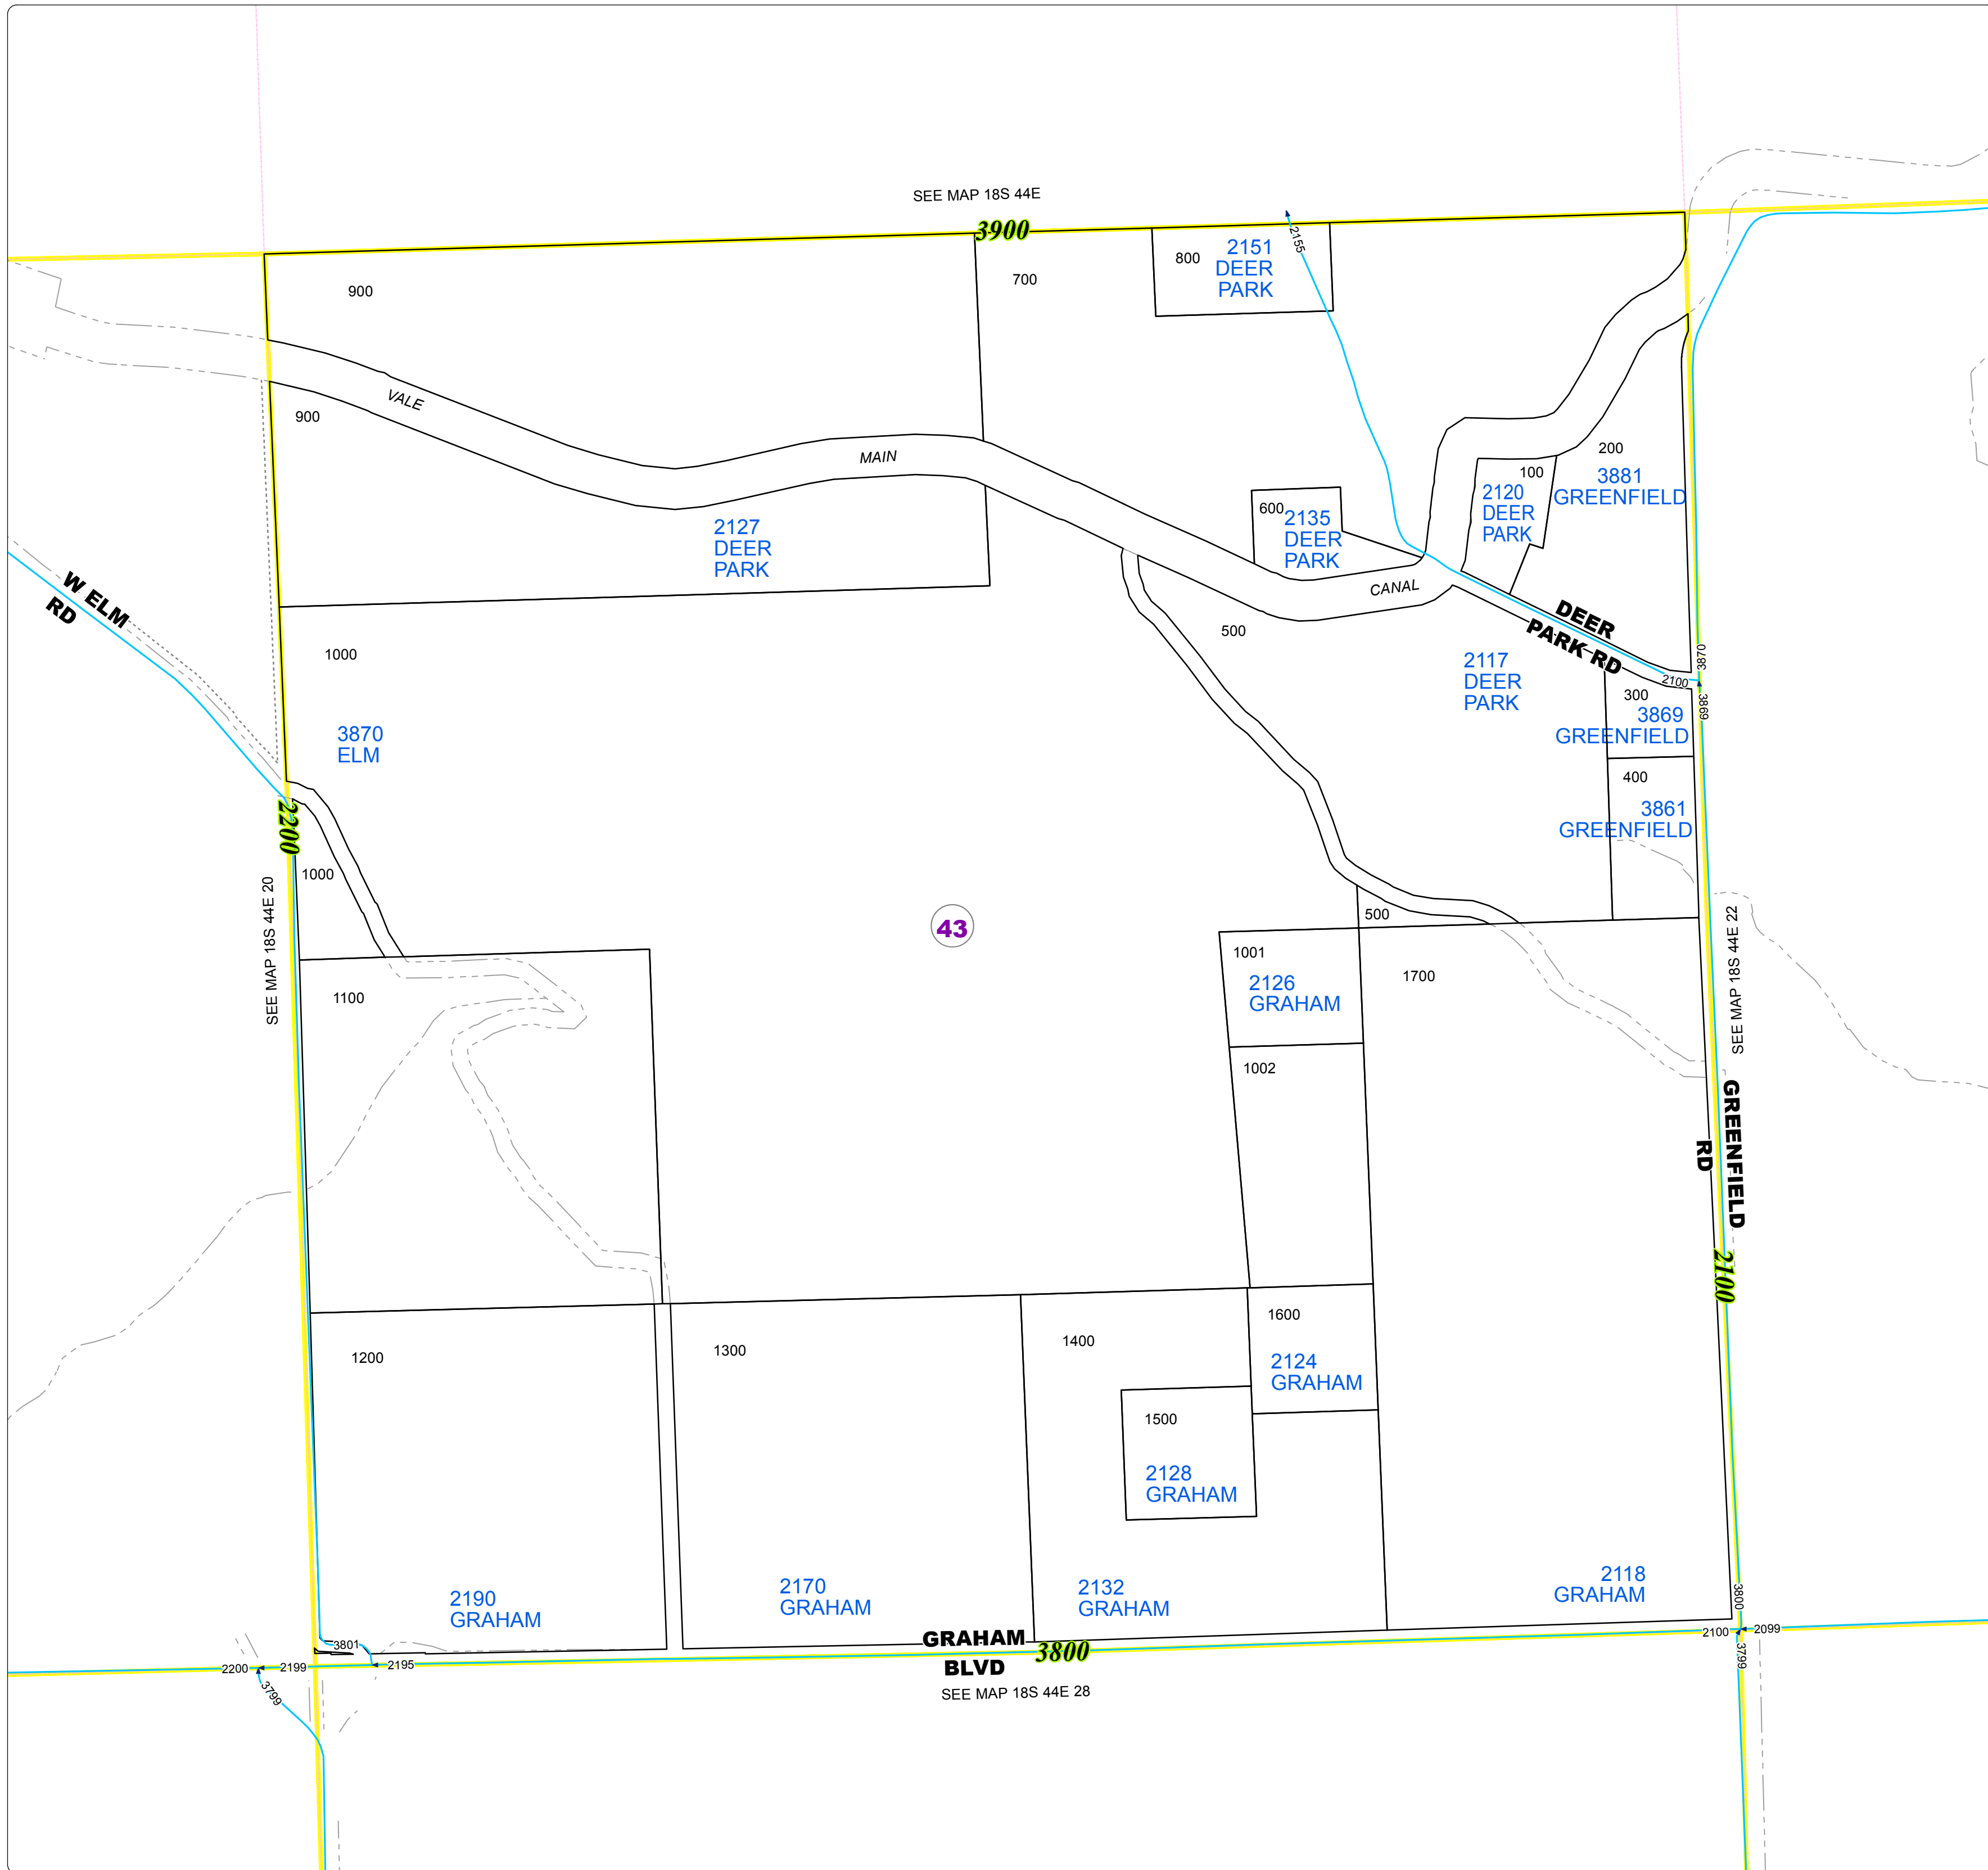 SEE MAP 18S 44E
3900
900
700
800
2151
DEER
PARK
2155
900
VALE
MAIN
CANAL
200
3881
GREENFIELD
100
2120
DEER
PARK
600
2135
DEER
PARK
2127
DEER
PARK
W ELM
RD
DEER
PARK RD
500
1000
2117
DEER
PARK
3870
2100
3869
300
3869
GREENFIELD
3870
ELM
400
3861
GREENFIELD
2200
1000
SEE MAP 18S 44E 20
43
500
SEE MAP 18S 44E 22
1001
2126
GRAHAM
1700
1100
1002
GREENFIELD
RD
2100
1200
1300
1400
1600
2124
GRAHAM
1500
2128
GRAHAM
2190
GRAHAM
2170
GRAHAM
2132
GRAHAM
2118
GRAHAM
3800
3801
GRAHAM
BLVD
3800
2100
2099
2200
2199
2195
3799
3799
SEE MAP 18S 44E 28